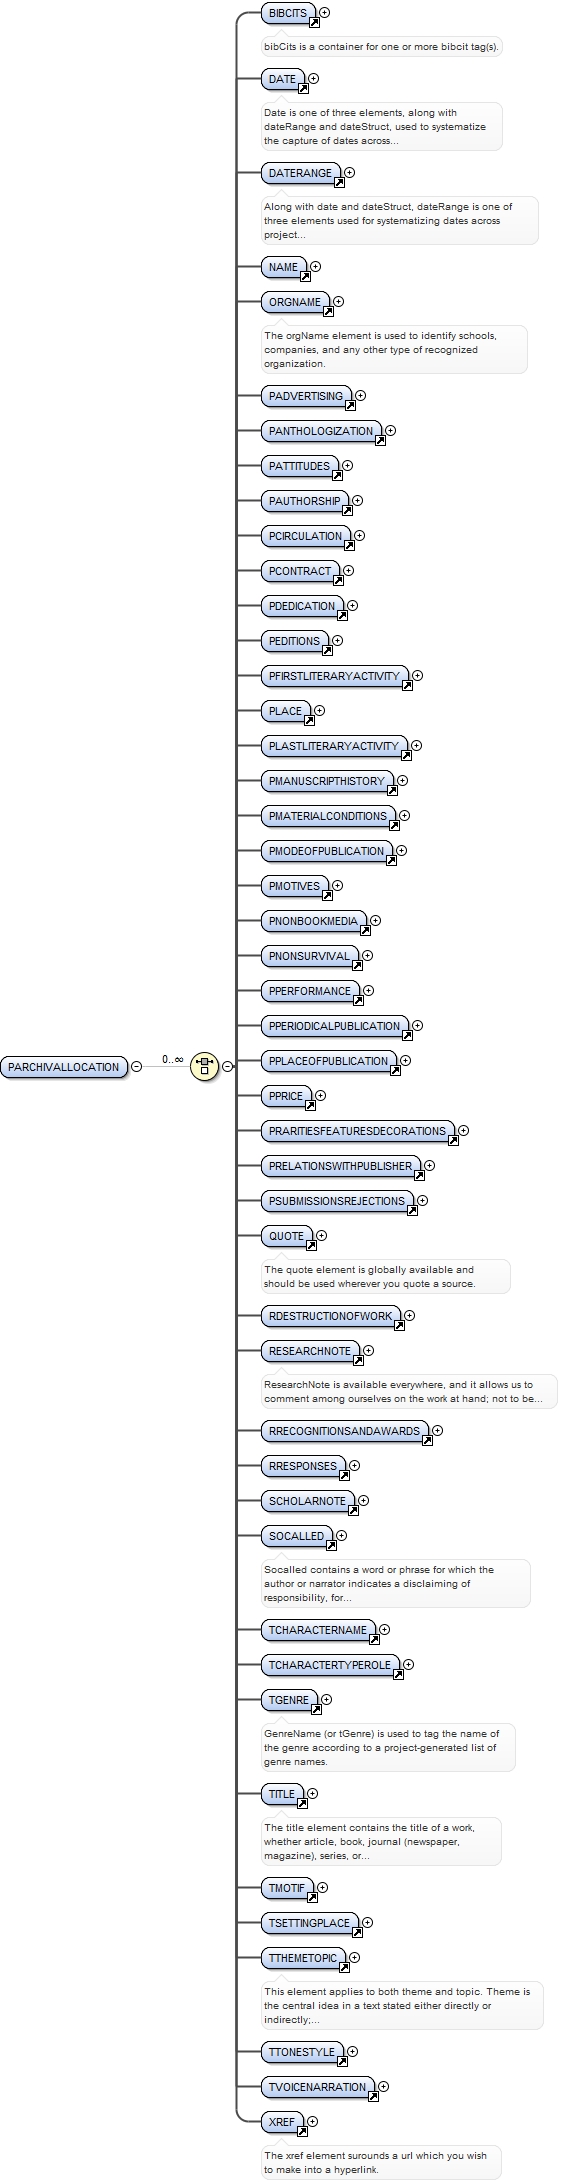 BIBCITS
bibCits is a container for one or more bibcit tag(s).
DATE
Date is one of three elements, along with
dateRange and dateStruct, used to systematize
the capture of dates across...
DATERANGE
Along with date and dateStruct, dateRange is one of
three elements used for systematizing dates across
project...
NAME
ORGNAME
The orgName element is used to identify schools,
companies, and any other type of recognized
organization.
PADVERTISING
PANTHOLOGIZATION
PATTITUDES
PAUTHORSHIP
PCIRCULATION
PCONTRACT
PDEDICATION
PEDITIONS
PFIRSTLITERARYACTIVITY
PLACE
PLASTLITERARYACTIVITY
PMANUSCRIPTHISTORY
PMATERIALCONDITIONS
PMODEOFPUBLICATION
PMOTIVES
PNONBOOKMEDIA
PNONSURVIVAL
PPERFORMANCE
PPERIODICALPUBLICATION
PARCHIVALLOCATION
0..∞
PPLACEOFPUBLICATION
PPRICE
PRARITIESFEATURESDECORATIONS
PRELATIONSWITHPUBLISHER
PSUBMISSIONSREJECTIONS
QUOTE
The quote element is globally available and
should be used wherever you quote a source.
RDESTRUCTIONOFWORK
RESEARCHNOTE
ResearchNote is available everywhere, and it allows us to
comment among ourselves on the work at hand; not to be...
RRECOGNITIONSANDAWARDS
RRESPONSES
SCHOLARNOTE
SOCALLED
Socalled contains a word or phrase for which the
author or narrator indicates a disclaiming of
responsibility, for...
TCHARACTERNAME
TCHARACTERTYPEROLE
TGENRE
GenreName (or tGenre) is used to tag the name of
the genre according to a project-generated list of
genre names.
TITLE
The title element contains the title of a work,
whether article, book, journal (newspaper,
magazine), series, or...
TMOTIF
TSETTINGPLACE
TTHEMETOPIC
This element applies to both theme and topic. Theme is
the central idea in a text stated either directly or
indirectly;...
TTONESTYLE
TVOICENARRATION
XREF
The xref element surounds a url which you wish
to make into a hyperlink.